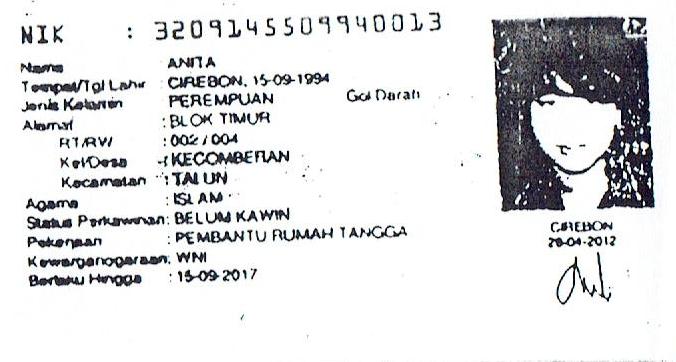 NIK : 3209145509940013
Nama : ANITA
Tempat/Tgl Lahir : CIREBON, 15-09-1994
Jenis Kelamin : PEREMPUAN Gol Darah
Alamat : BLOK TIMUR
RT/RW : 002 / 004
Kel/Desa : KECOMBERAN
Kecamatan : TALUN
Agama : ISLAM
Status Perkawinan: BELUM KAWIN
Pekerjaan : PEMBANTU RUMAH TANGGA
Kewarganegaraan: WNI
Berlaku Hingga : 15-09-2017
CIREBON
28-04-2012